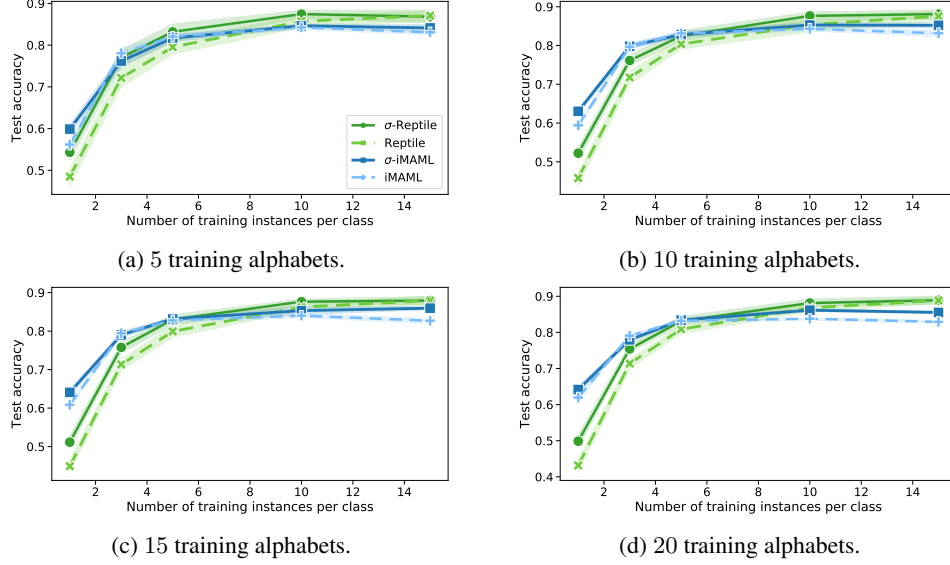 0.9
0.8
0.7
0.6
0.5
Test accuracy
σ-Reptile
Reptile
σ-iMAML
iMAML
2 4 6 8 10 12 14
Number of training instances per class
(a) 5 training alphabets.
0.9
0.8
0.7
0.6
0.5
Test accuracy
2 4 6 8 10 12 14
Number of training instances per class
(b) 10 training alphabets.
0.9
0.8
0.7
0.6
0.5
Test accuracy
2 4 6 8 10 12 14
Number of training instances per class
(c) 15 training alphabets.
0.9
0.8
0.7
0.6
0.5
0.4
Test accuracy
2 4 6 8 10 12 14
Number of training instances per class
(d) 20 training alphabets.